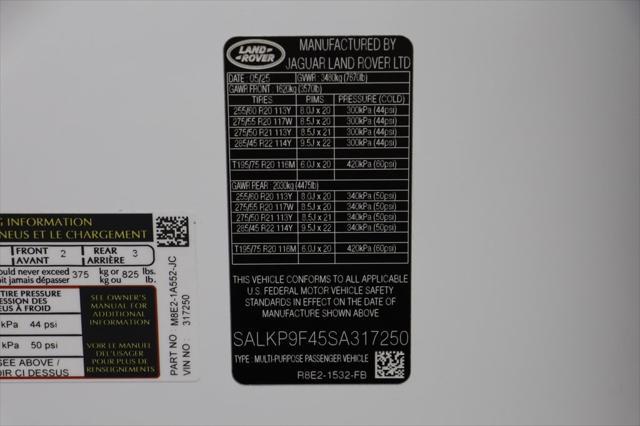 LAND-
ROVER
MANUFACTURED BY
JAGUAR LAND ROVER LTD
DATE : 05/25 GVWR : 3480kg (7670lb)
GAWR FRONT : 1620kg (3570lb)
TIRES RIMS PRESSURE (COLD)
255/60 R20 113Y 8.0J x 20 300kPa (44psi)
275/55 R20 117W 8.5J x 20 300kPa (44psi)
275/50 R21 113Y 8.5J x 21 300kPa (44psi)
285/45 R22 114Y 9.5J x 22 300kPa (44psi)
T195/75 R20 116M 6.0J x 20 420kPa (60psi)
GAWR REAR : 2030kg (4475lb)
255/60 R20 113Y 8.0J x 20 340kPa (50psi)
275/55 R20 117W 8.5J x 20 340kPa (50psi)
275/50 R21 113Y 8.5J x 21 340kPa (50psi)
285/45 R22 114Y 9.5J x 22 340kPa (50psi)
T195/75 R20 116M 6.0J x 20 420kPa (60psi)
THIS VEHICLE CONFORMS TO ALL APPLICABLE
U.S. FEDERAL MOTOR VEHICLE SAFETY
STANDARDS IN EFFECT ON THE DATE OF
MANUFACTURE SHOWN ABOVE
SALKP9F45SA317250
TYPE : MULTI-PURPOSE PASSENGER VEHICLE
R8E2-1532-FB
G INFORMATION
NEUS ET LE CHARGEMENT
FRONT 2 REAR 3
AVANT ARRIÈRE
ould never exceed 375 kg or 825 lbs.
it jamais dépasser kg ou lb.
TIRE PRESSURE
ESSION DES
EUS À FROID
kPa 44 psi
kPa 50 psi
SEE ABOVE /
OIR CI DESSUS
SEE OWNER'S
MANUAL FOR
ADDITIONAL
INFORMATION
VOIR LE MANUEL
DE L'USAGER
POUR PLUS DE
RENSEIGNEMENTS
PART NO M8E2-1A552-JC
VIN NO : 317250